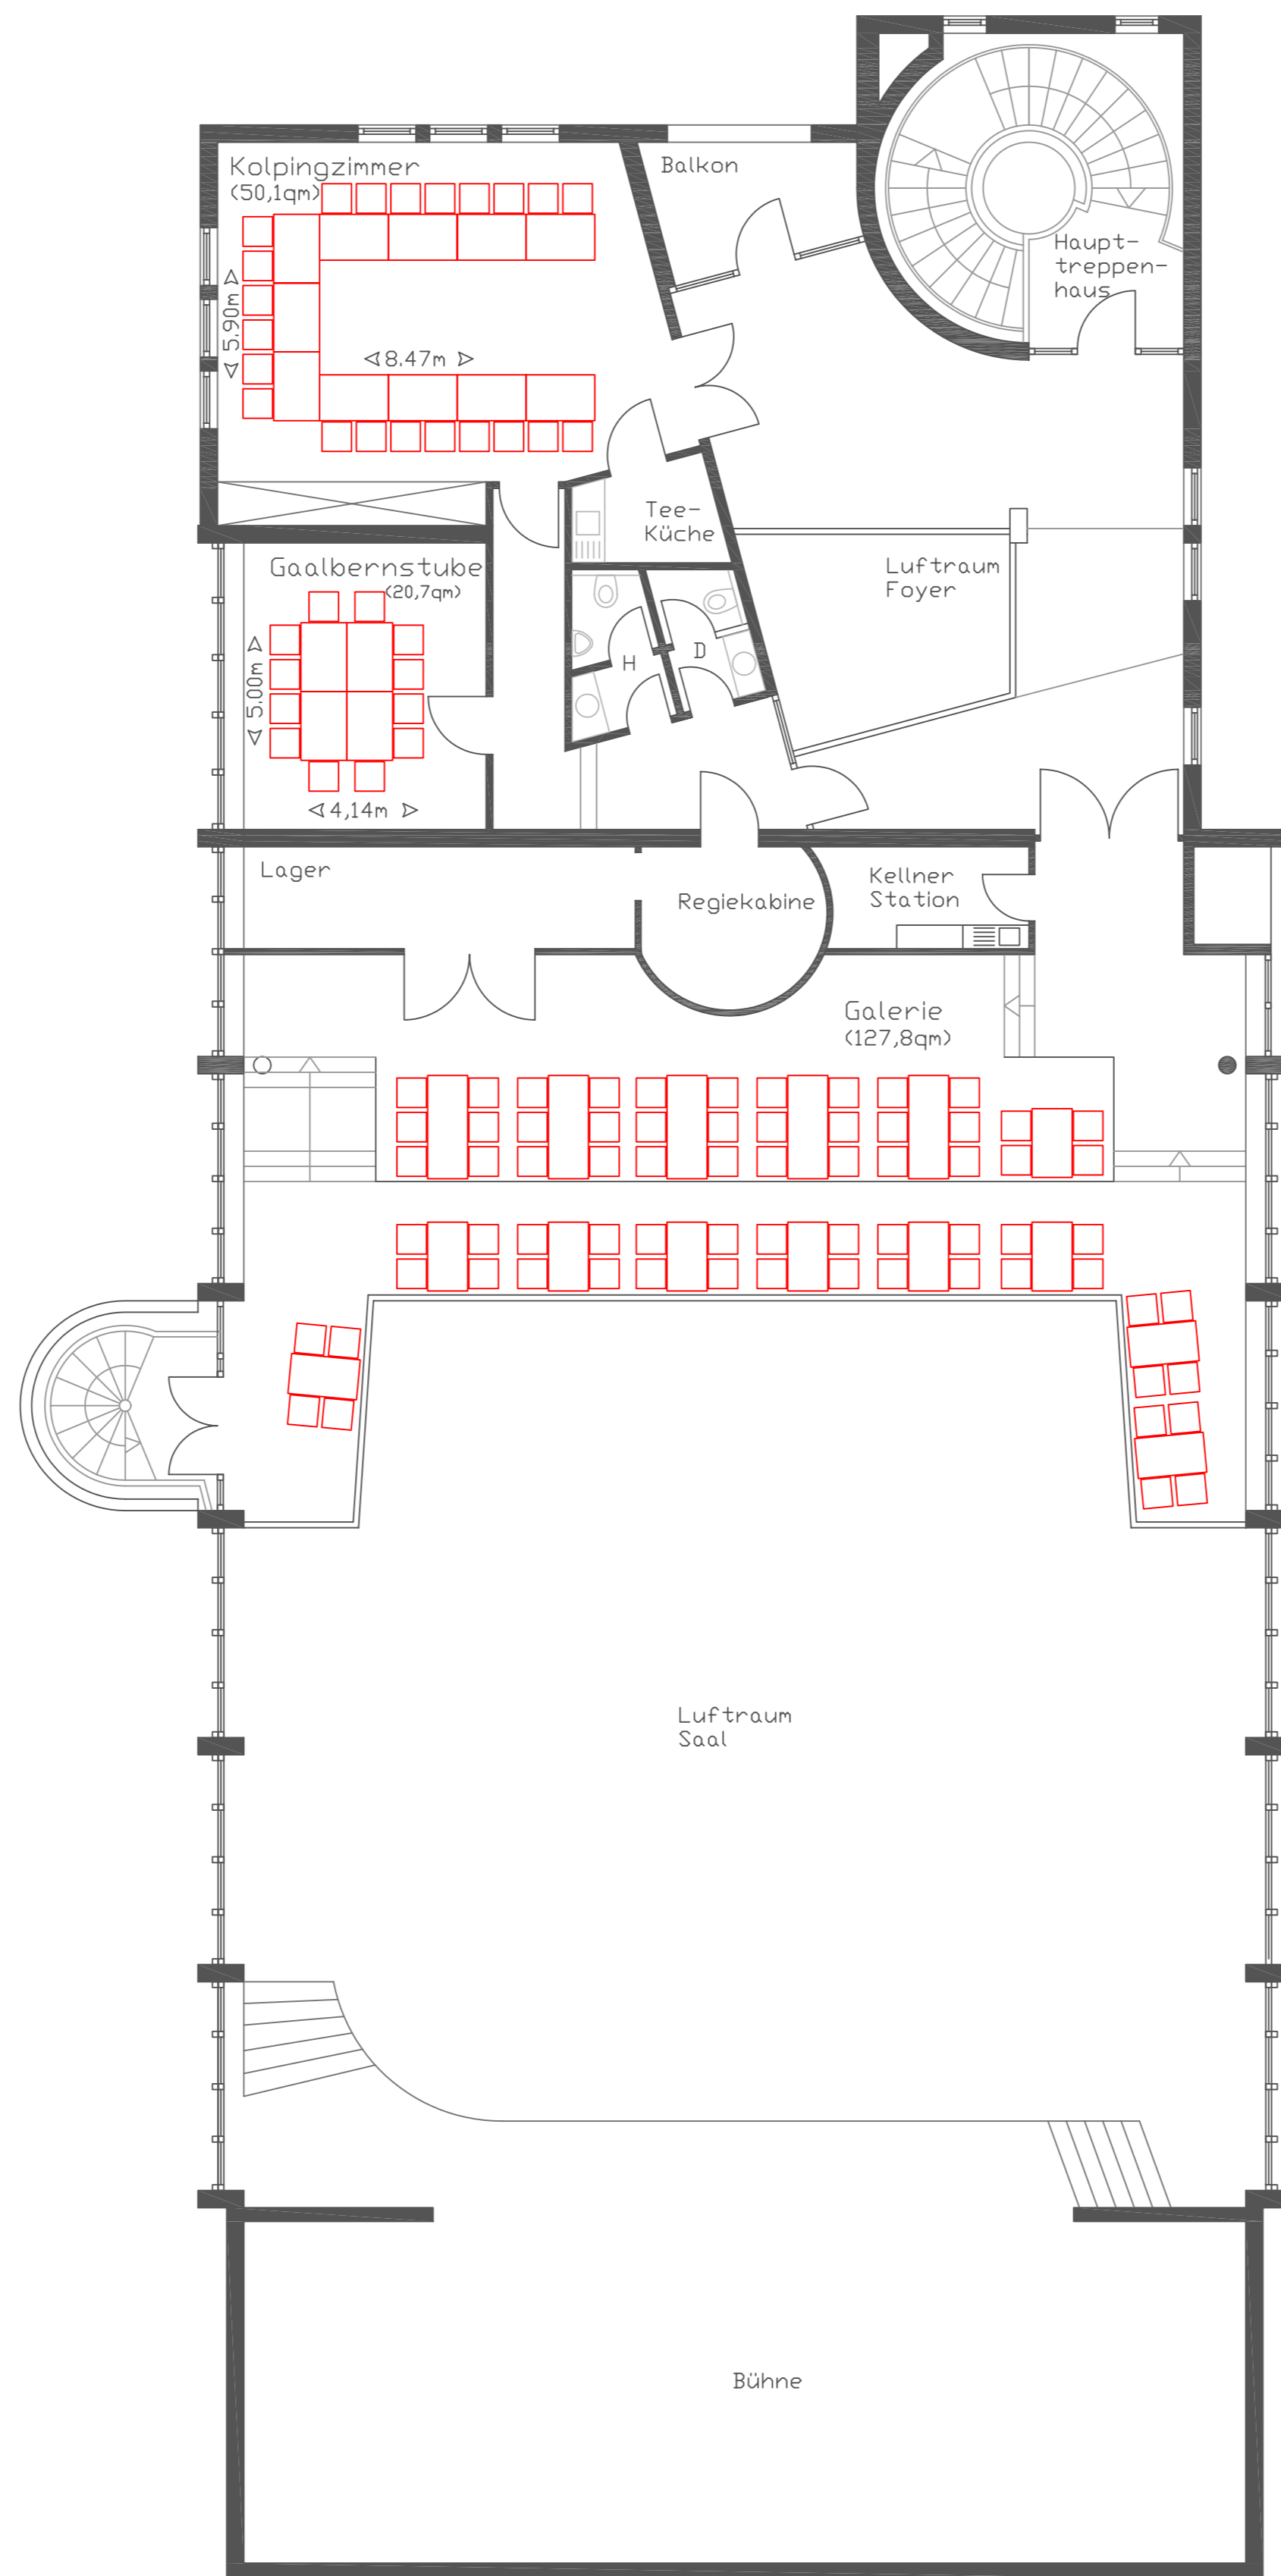 Kolpingzimmer
(50,1qm)
Balkon
Haupt-
treppen-
haus
5.90m
8.47m
Tee-
Küche
Gaalbernstube
(20,7qm)
Luftraum
Foyer
5.00m
H
D
4,14m
Lager
Regiekabine
Kellner
Station
Galerie
(127,8qm)
Luftraum
Saal
Bühne